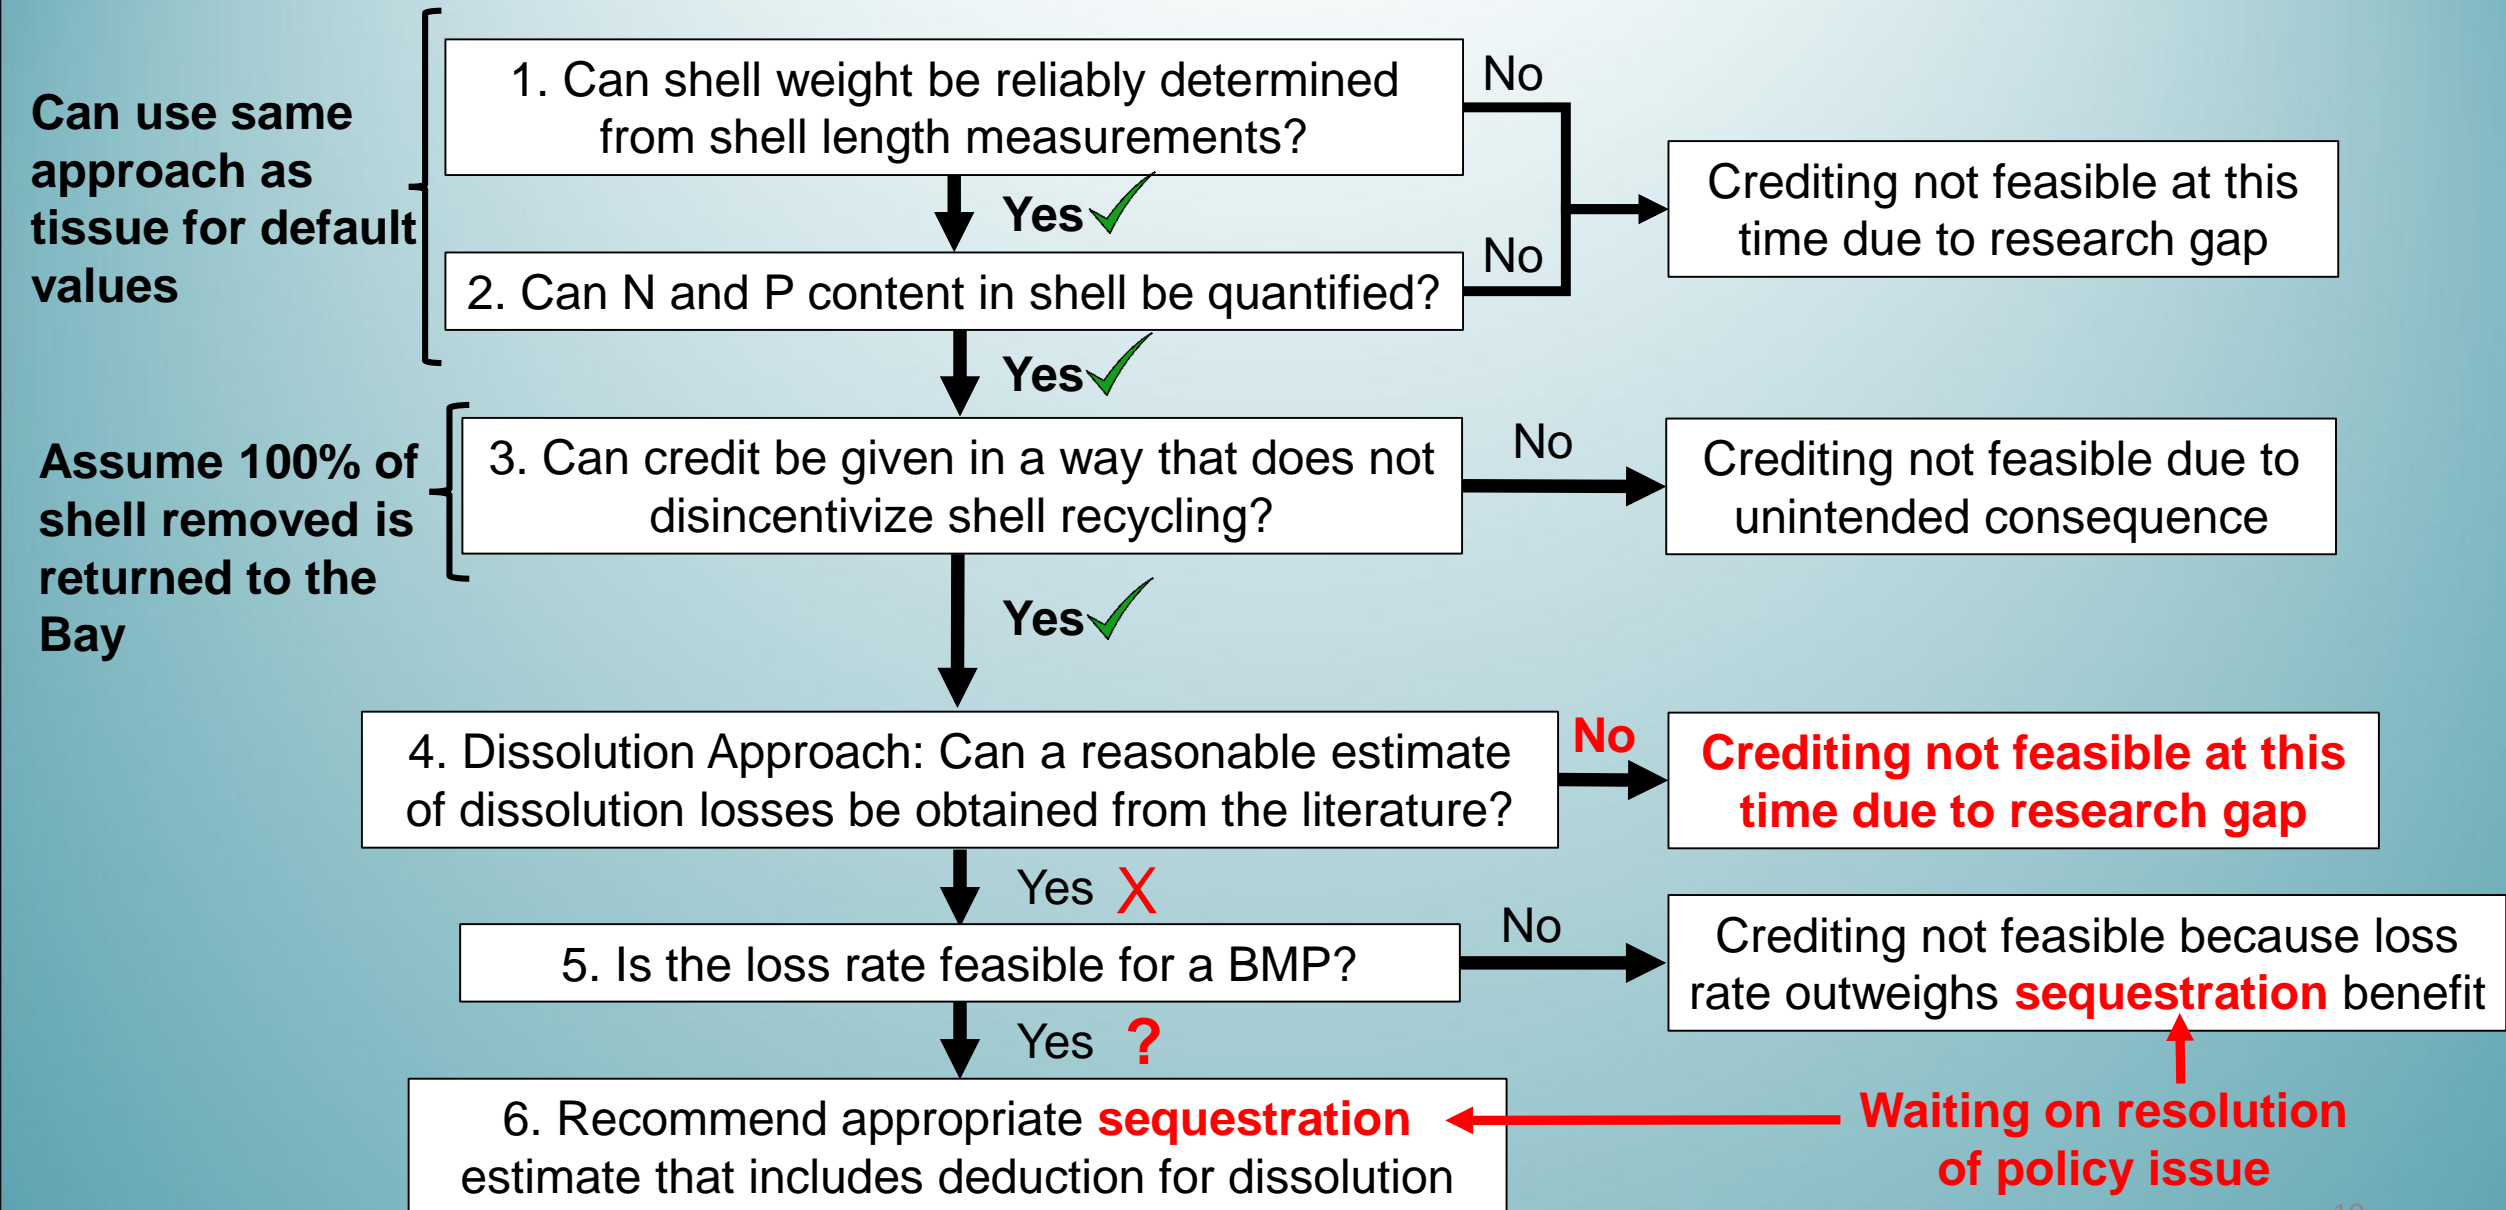 Can use same
approach as
tissue for default
values
1. Can shell weight be reliably determined
from shell length measurements?
No
Crediting not feasible at this
time due to research gap
Yes
No
2. Can N and P content in shell be quantified?
Yes
Assume 100% of
shell removed is
returned to the
Bay
3. Can credit be given in a way that does not
disincentivize shell recycling?
No
Crediting not feasible due to
unintended consequence
Yes
4. Dissolution Approach: Can a reasonable estimate
of dissolution losses be obtained from the literature?
No
Crediting not feasible at this
time due to research gap
Yes X
5. Is the loss rate feasible for a BMP?
No
Crediting not feasible because loss
rate outweighs sequestration benefit
Yes ?
6. Recommend appropriate sequestration
estimate that includes deduction for dissolution
Waiting on resolution
of policy issue